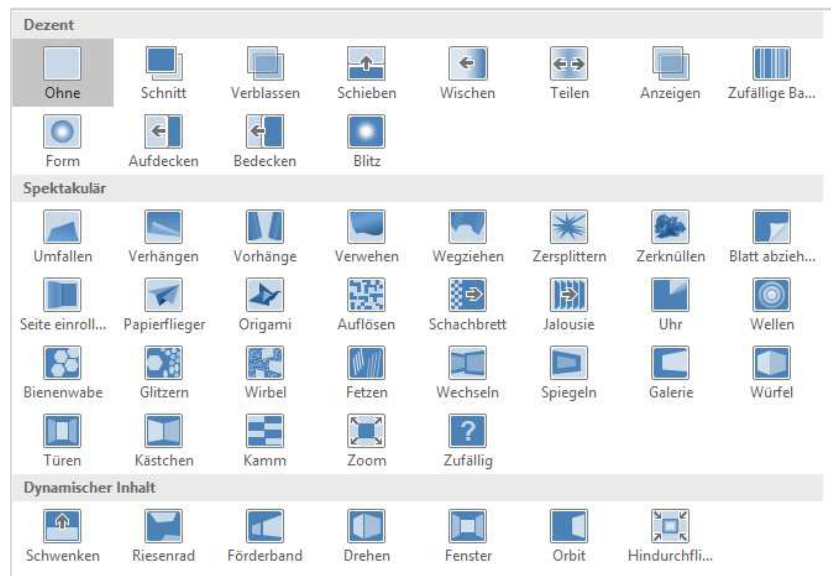 Dezent
Ohne Schnitt Verblassen Schieben Wischen Teilen Anzeigen Zufällige Ba...
Form Aufdecken Bedecken Blitz
Spektakulär
Umfallen Verhängen Vorhänge Verwehen Wegziehen Zersplittern Zerknüllen Blatt abzieh...
Seite einroll... Papierflieger Origami Auflösen Schachbrett Jalousie Uhr Wellen
Bienenwabe Glitzern Wirbel Fetzen Wechseln Spiegeln Galerie Würfel
?
Türen Kästchen Kamm Zoom Zufällig
Dynamischer Inhalt
Schwenken Riesenrad Förderband Drehen Fenster Orbit Hindurchfli...